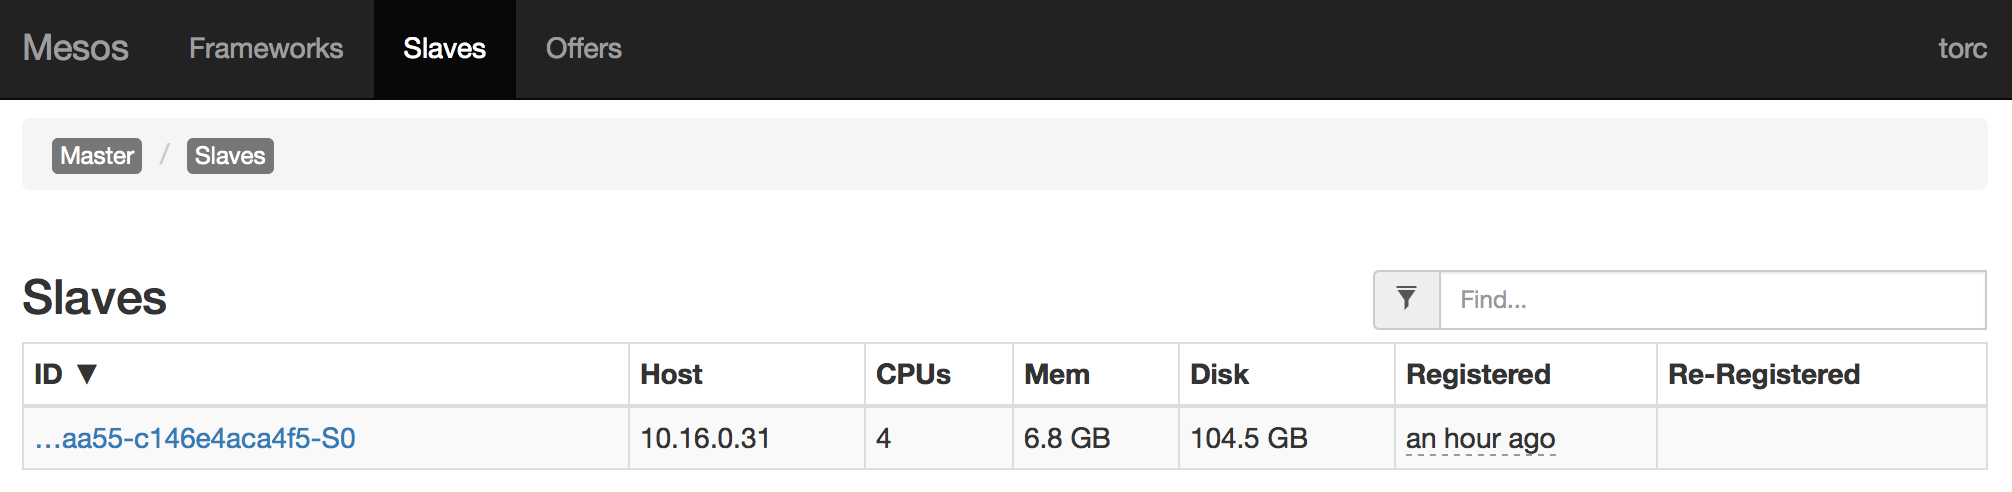 Mesos Frameworks Slaves Offers torc
Master / Slaves
Slaves Find...
ID ▼ Host CPUs Mem Disk Registered Re-Registered
…aa55-c146e4aca4f5-S0 10.16.0.31 4 6.8 GB 104.5 GB an hour ago